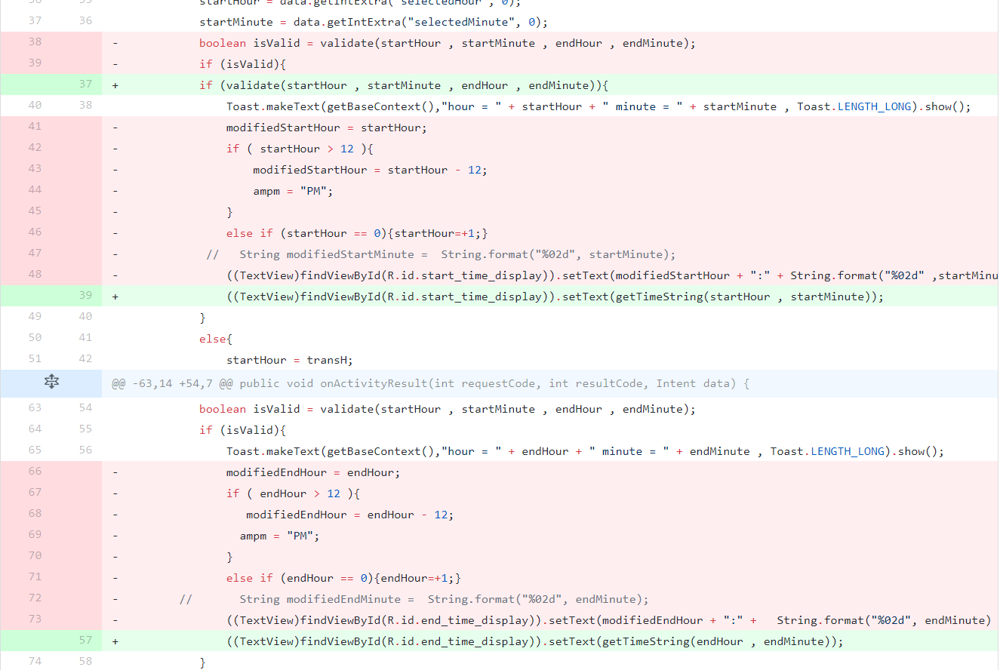 36 35 startHour = data.getIntExtra("selectedHour", 0);
37 36 startMinute = data.getIntExtra("selectedMinute", 0);
38 - boolean isValid = validate(startHour , startMinute , endHour , endMinute);
39 - if (isValid){
37 + if (validate(startHour , startMinute , endHour , endMinute)){
40 38 Toast.makeText(getBaseContext(),"hour = " + startHour + " minute = " + startMinute , Toast.LENGTH_LONG).show();
41 - modifiedStartHour = startHour;
42 - if ( startHour > 12 ){
43 - modifiedStartHour = startHour - 12;
44 - ampm = "PM";
45 - }
46 - else if (startHour == 0){startHour=+1;}
47 - // String modifiedStartMinute = String.format("%02d", startMinute);
48 - ((TextView)findViewById(R.id.start_time_display)).setText(modifiedStartHour + ":" + String.format("%02d" ,startMinu
39 + ((TextView)findViewById(R.id.start_time_display)).setText(getTimeString(startHour , startMinute));
49 40 }
50 41 else{
51 42 startHour = transH;
@@ -63,14 +54,7 @@ public void onActivityResult(int requestCode, int resultCode, Intent data) {
63 54 boolean isValid = validate(startHour , startMinute , endHour , endMinute);
64 55 if (isValid){
65 56 Toast.makeText(getBaseContext(),"hour = " + endHour + " minute = " + endMinute , Toast.LENGTH_LONG).show();
66 - modifiedEndHour = endHour;
67 - if ( endHour > 12 ){
68 - modifiedEndHour = endHour - 12;
69 - ampm = "PM";
70 - }
71 - else if (endHour == 0){endHour=+1;}
72 - // String modifiedEndMinute = String.format("%02d", endMinute);
73 - ((TextView)findViewById(R.id.end_time_display)).setText(modifiedEndHour + ":" + String.format("%02d", endMinute)
57 + ((TextView)findViewById(R.id.end_time_display)).setText(getTimeString(endHour , endMinute));
74 58 }